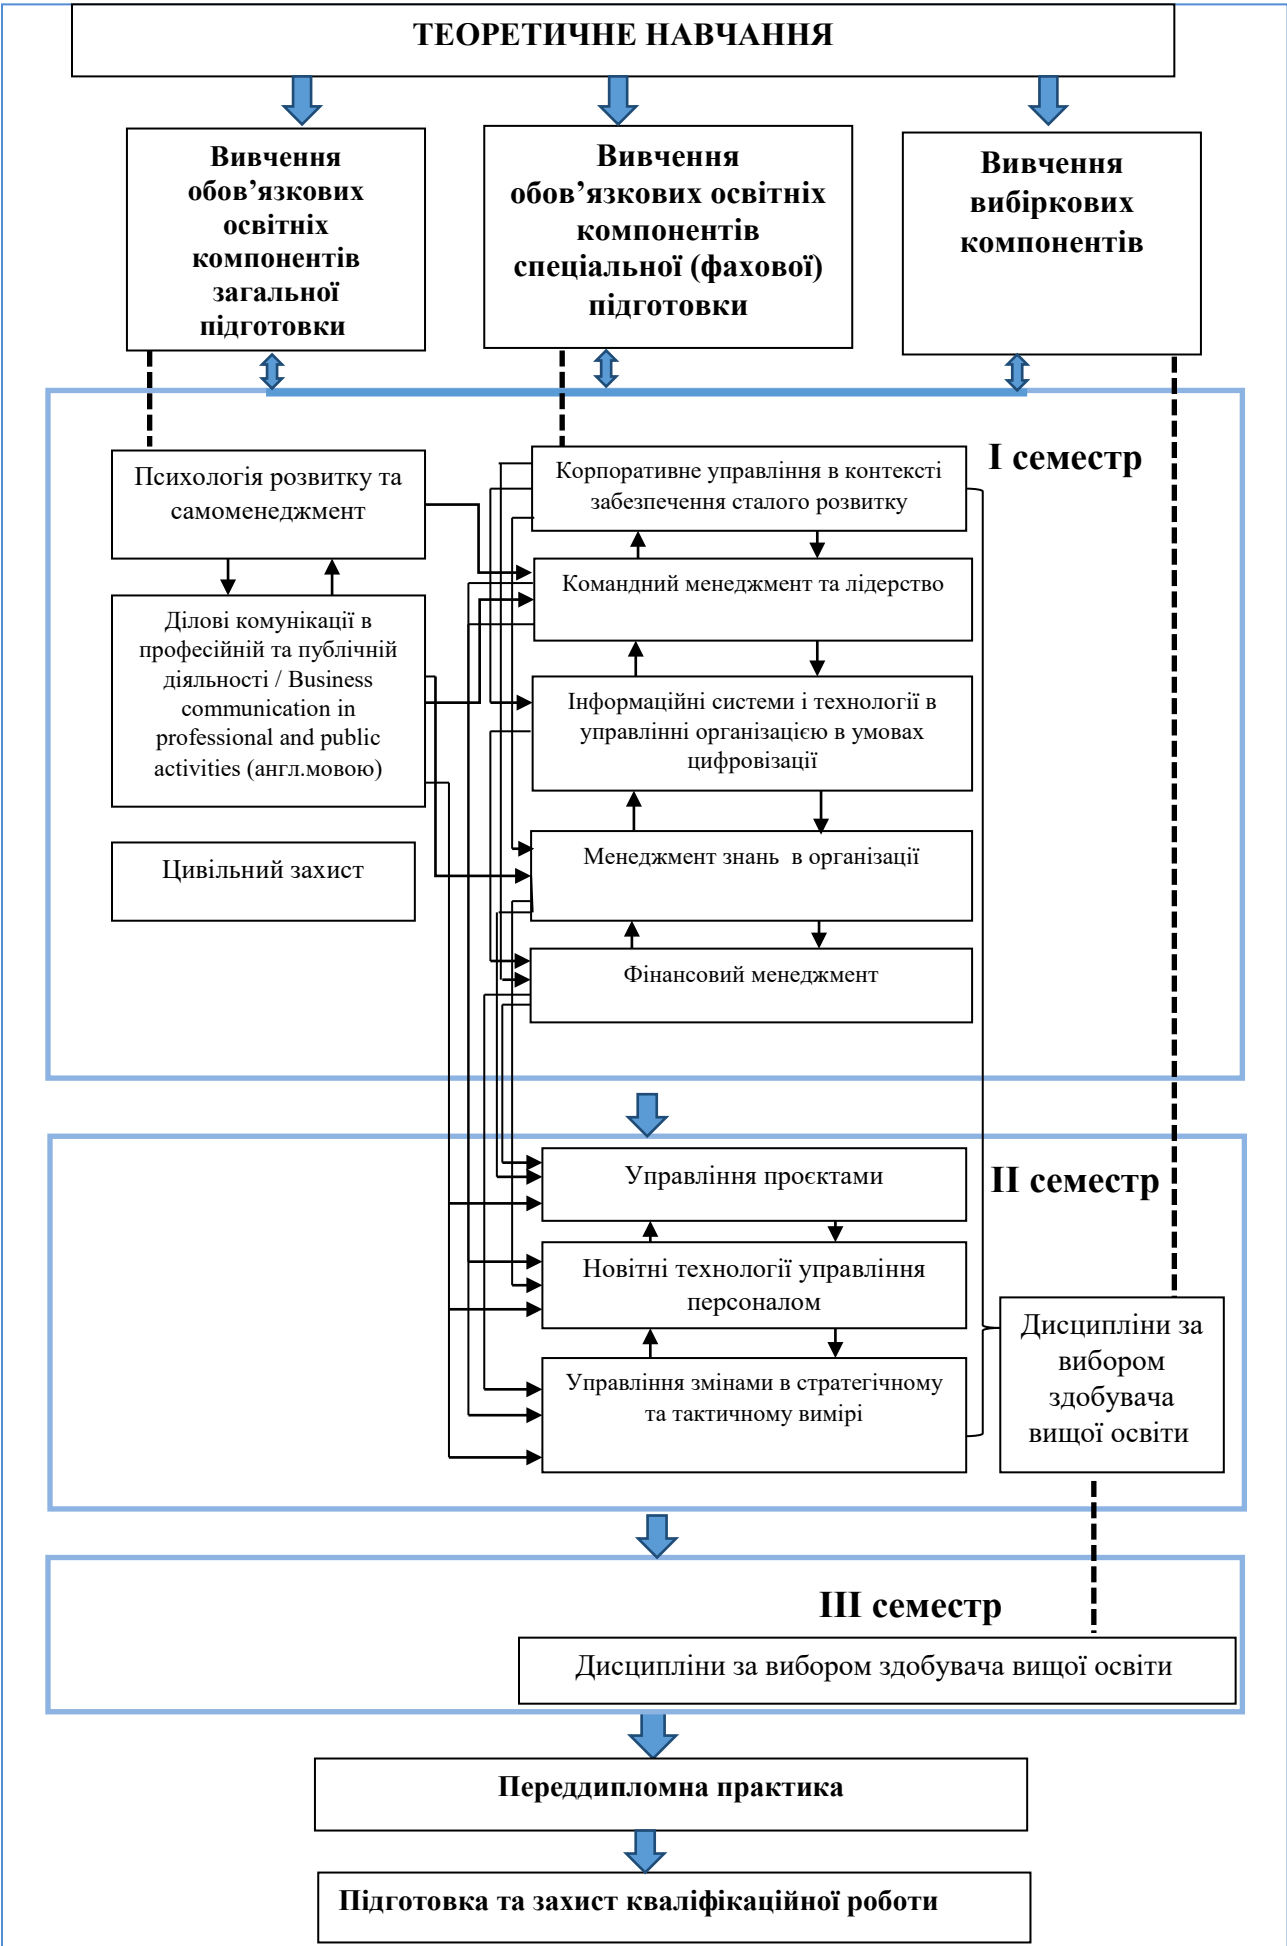 ТЕОРЕТИЧНЕ НАВЧАННЯ
Вивчення
обов’язкових
освітніх
компонентів
загальної
підготовки
Вивчення
обов’язкових освітніх
компонентів
спеціальної (фахової)
підготовки
Вивчення
вибіркових
компонентів
І семестр
Психологія розвитку та
самоменеджмент
Ділові комунікації в
професійній та публічній
діяльності / Business
communication in
professional and public
activities (англ.мовою)
Цивільний захист
Корпоративне управління в контексті
забезпечення сталого розвитку
Командний менеджмент та лідерство
Інформаційні системи і технології в
управлінні організацією в умовах
цифровізації
Менеджмент знань в організації
Фінансовий менеджмент
ІІ семестр
Управління проєктами
Новітні технології управління
персоналом
Управління змінами в стратегічному
та тактичному вимірі
Дисципліни за
вибором
здобувача
вищої освіти
ІІІ семестр
Дисципліни за вибором здобувача вищої освіти
Переддипломна практика
Підготовка та захист кваліфікаційної роботи